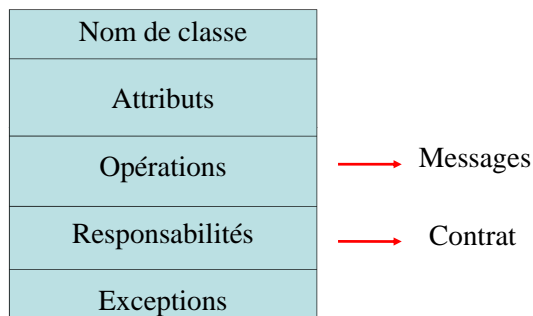 Nom de classe
Attributs
Opérations
Messages
Responsabilités
Contrat
Exceptions